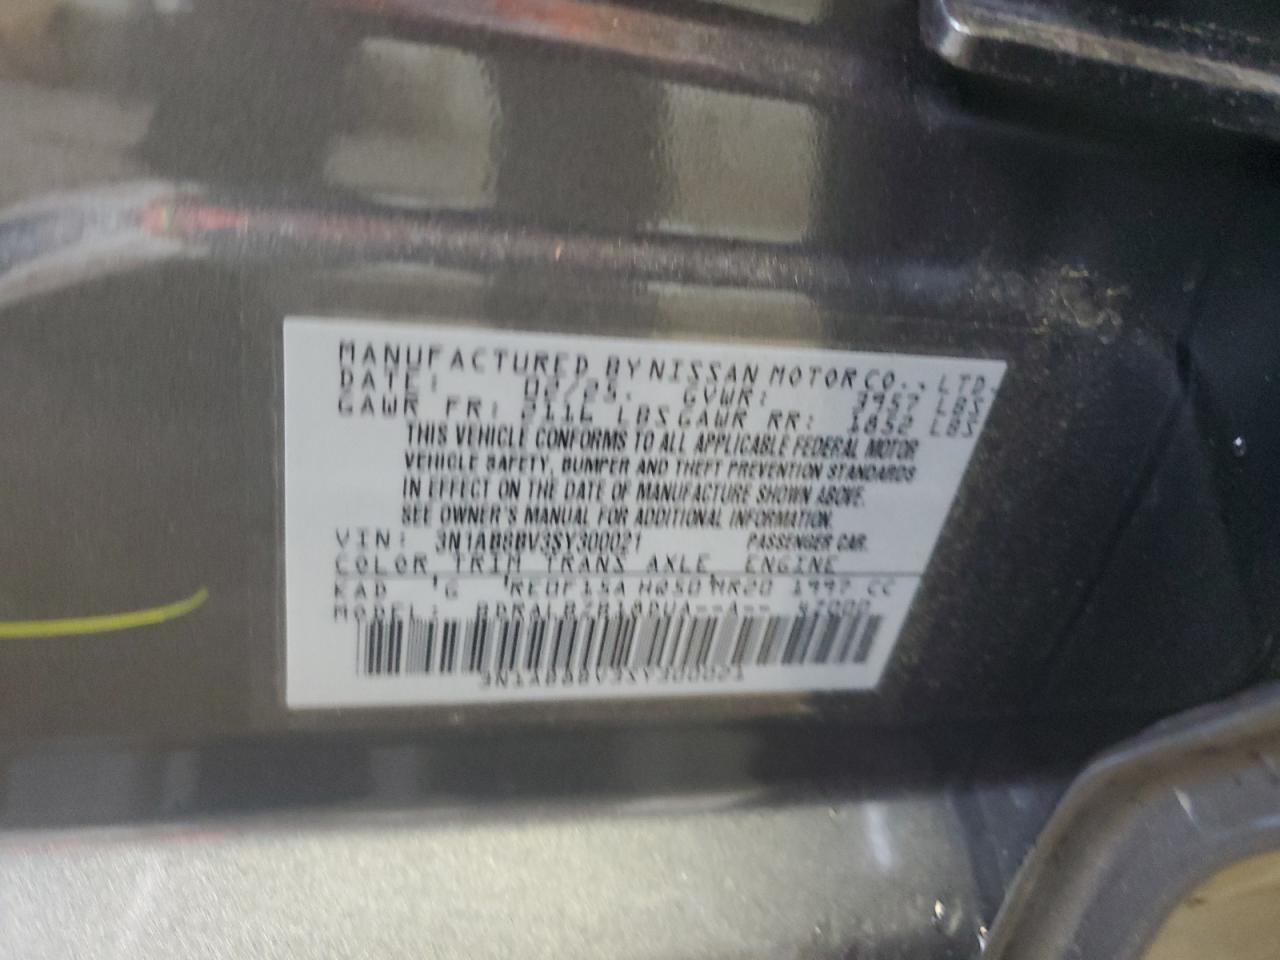 MANUFACTURED BY NISSAN MOTOR CO., LTD.
DATE: GVWR: 3957 LBS
GAWR FR: LBS GAWR RR: 1852 LBS
THIS VEHICLE CONFORMS TO ALL APPLICABLE FEDERAL MOTOR
VEHICLE SAFETY, BUMPER AND THEFT PREVENTION STANDARDS
IN EFFECT ON THE DATE OF MANUFACTURE SHOWN ABOVE.
SEE OWNER'S MANUAL FOR ADDITIONAL INFORMATION.
VIN: 3N1AB8BV3SY300021 PASSENGER CAR.
COLOR TRIM TRANS AXLE ENGINE
KAD G RE0F15A MR20 1997 CC
MODEL:
3N1AB8BV3SY300021